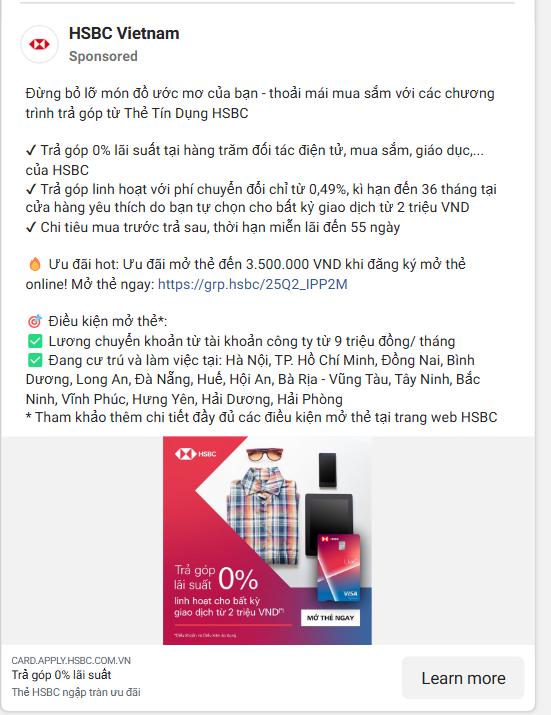 HSBC Vietnam
Sponsored
Đừng bỏ lỡ món đồ ước mơ của bạn - thoải mái mua sắm với các chương
trình trả góp từ Thẻ Tín Dụng HSBC
✓ Trả góp 0% lãi suất tại hàng trăm đối tác điện tử, mua sắm, giáo dục,...
của HSBC
✓ Trả góp linh hoạt với phí chuyển đổi chỉ từ 0,49%, kì hạn đến 36 tháng tại
cửa hàng yêu thích do bạn tự chọn cho bất kỳ giao dịch từ 2 triệu VND
✓ Chi tiêu mua trước trả sau, thời hạn miễn lãi đến 55 ngày
🔥 Ưu đãi hot: Ưu đãi mở thẻ đến 3.500.000 VND khi đăng ký mở thẻ
online! Mở thẻ ngay: https://grp.hsbc/25Q2_IPP2M
🎯 Điều kiện mở thẻ*:
✅ Lương chuyển khoản từ tài khoản công ty từ 9 triệu đồng/ tháng
✅ Đang cư trú và làm việc tại: Hà Nội, TP. Hồ Chí Minh, Đồng Nai, Bình
Dương, Long An, Đà Nẵng, Huế, Hội An, Bà Rịa - Vũng Tàu, Tây Ninh, Bắc
Ninh, Vĩnh Phúc, Hưng Yên, Hải Dương, Hải Phòng
* Tham khảo thêm chi tiết đầy đủ các điều kiện mở thẻ tại trang web HSBC
HSBC
HSBC
VISA
Trả góp
lãi suất 0%
linh hoạt cho bất kỳ
giao dịch từ 2 triệu VND(*)
MỞ THẺ NGAY
*Điều khoản và Điều kiện áp dụng.
CARD.APPLY.HSBC.COM.VN
Trả góp 0% lãi suất
Thẻ HSBC ngập tràn ưu đãi
Learn more